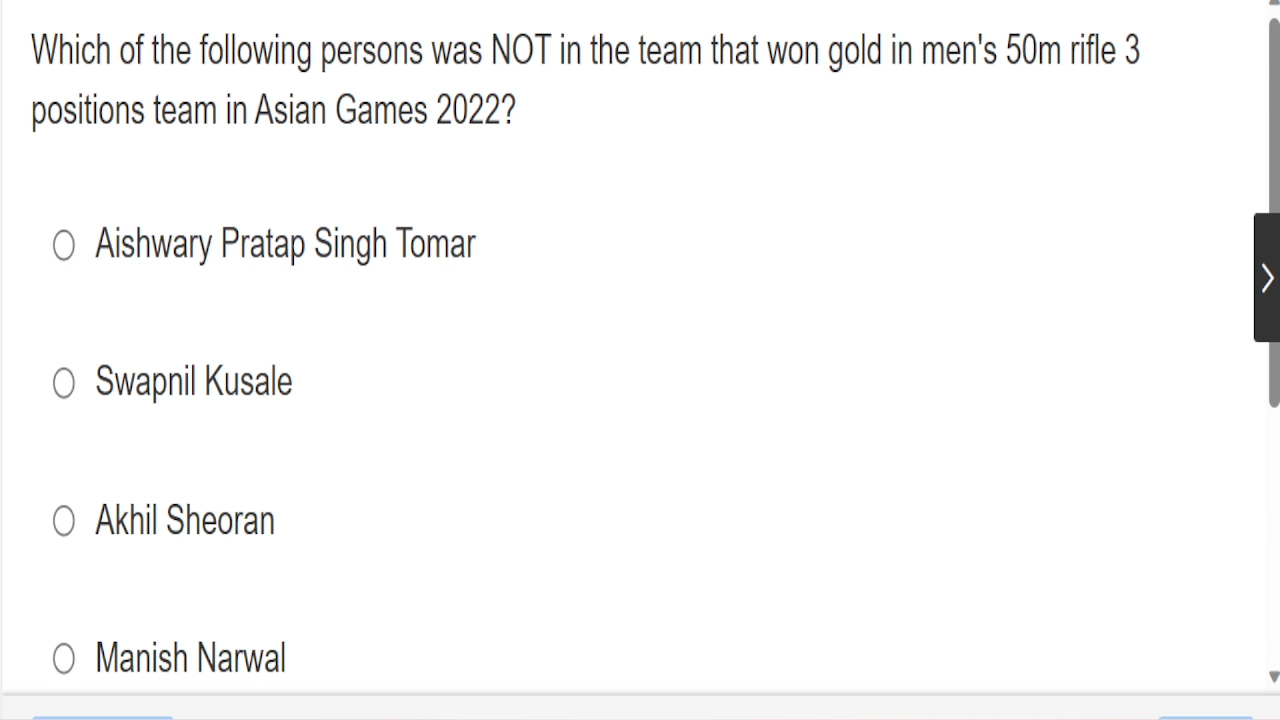 Which of the following persons was NOT in the team that won gold in men's 50m rifle 3
positions team in Asian Games 2022?
Aishwary Pratap Singh Tomar
Swapnil Kusale
Akhil Sheoran
Manish Narwal